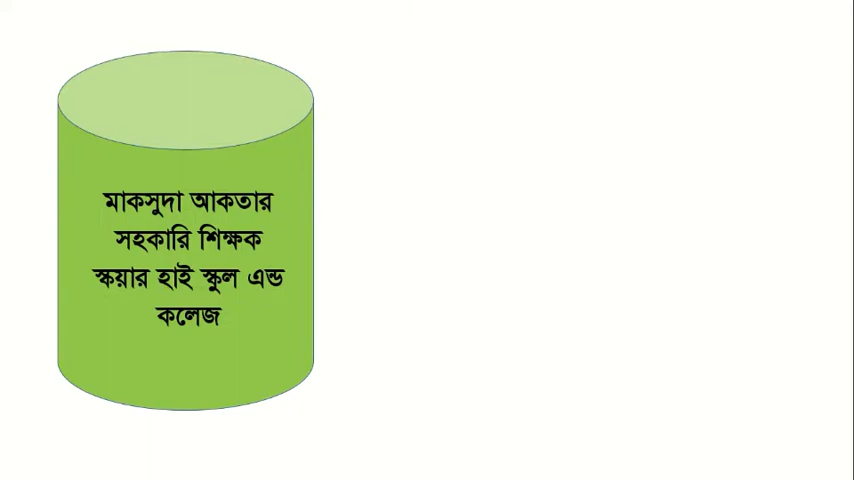 মাকসুদা আকতার
সহকারি শিক্ষক
স্কয়ার হাই স্কুল এন্ড
কলেজ